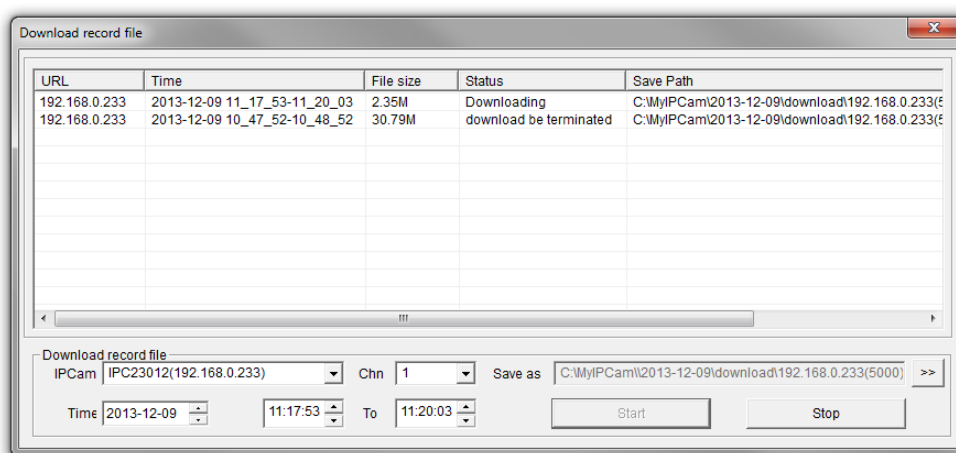 Download record file
URL Time File size Status Save Path
192.168.0.233 2013-12-09 11_17_53-11_20_03 2.35M Downloading C:\MyIPCam\2013-12-09\download\192.168.0.233(5
192.168.0.233 2013-12-09 10_47_52-10_48_52 30.79M download be terminated C:\MyIPCam\2013-12-09\download\192.168.0.233(5
Download record file
IPCam IPC23012(192.168.0.233) Chn 1 Save as C:\MyIPCam\\2013-12-09\download\192.168.0.233(5000) >>
Time 2013-12-09 11:17:53 To 11:20:03 Start Stop